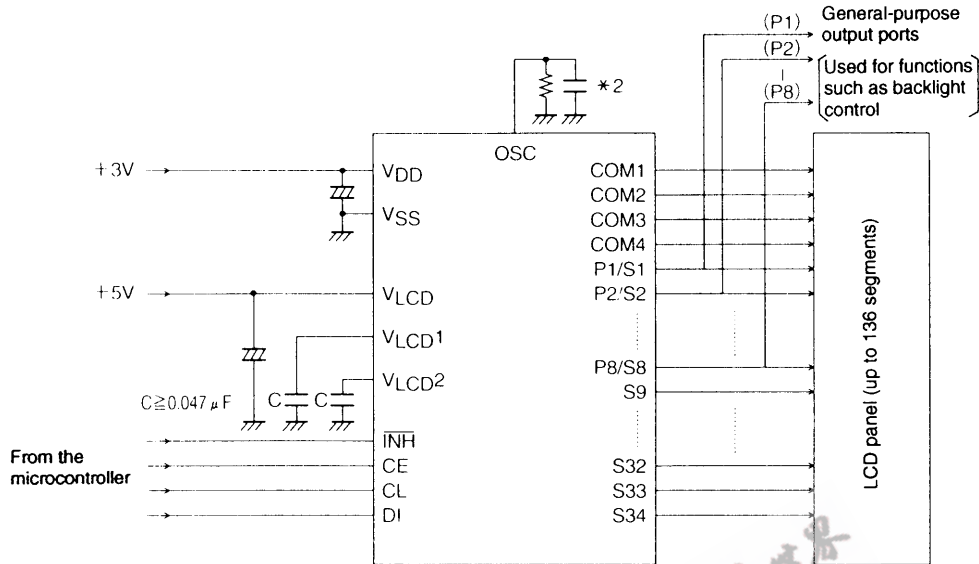 (P1)
General-purpose
output ports
(P2)
(P8)
Used for functions
such as backlight
control
*2
OSC
+3V
VDD
VSS
+5V
VLCD
VLCD1
VLCD2
C≧0.047μF
C
C
INH
From the
microcontroller
CE
CL
DI
COM1
COM2
COM3
COM4
P1/S1
P2/S2
P8/S8
S9
S32
S33
S34
LCD panel (up to 136 segments)